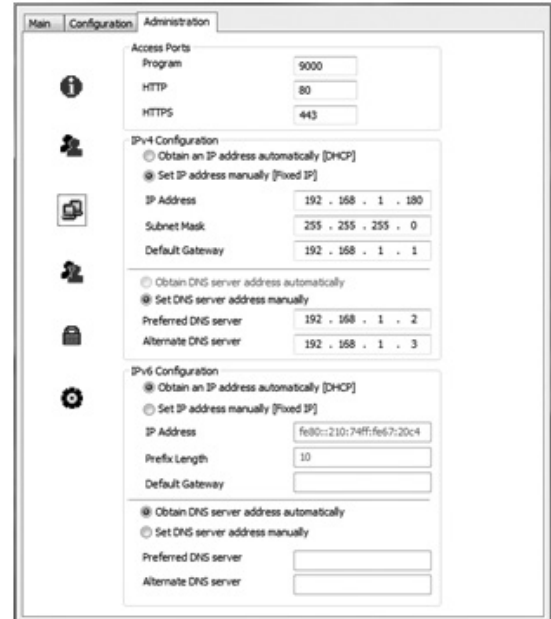 Main Configuration Administration
Access Ports
Program 9000
HTTP 80
HTTPS 443
IPv4 Configuration
Obtain an IP address automatically [DHCP]
Set IP address manually [Fixed IP]
IP Address 192 . 168 . 1 . 180
Subnet Mask 255 . 255 . 255 . 0
Default Gateway 192 . 168 . 1 . 1
Obtain DNS server address automatically
Set DNS server address manually
Preferred DNS server 192 . 168 . 1 . 2
Alternate DNS server 192 . 168 . 1 . 3
IPv6 Configuration
Obtain an IP address automatically [DHCP]
Set IP address manually [Fixed IP]
IP Address fe80::210:74ff:fe67:20c4
Prefix Length 10
Default Gateway
Obtain DNS server address automatically
Set DNS server address manually
Preferred DNS server
Alternate DNS server